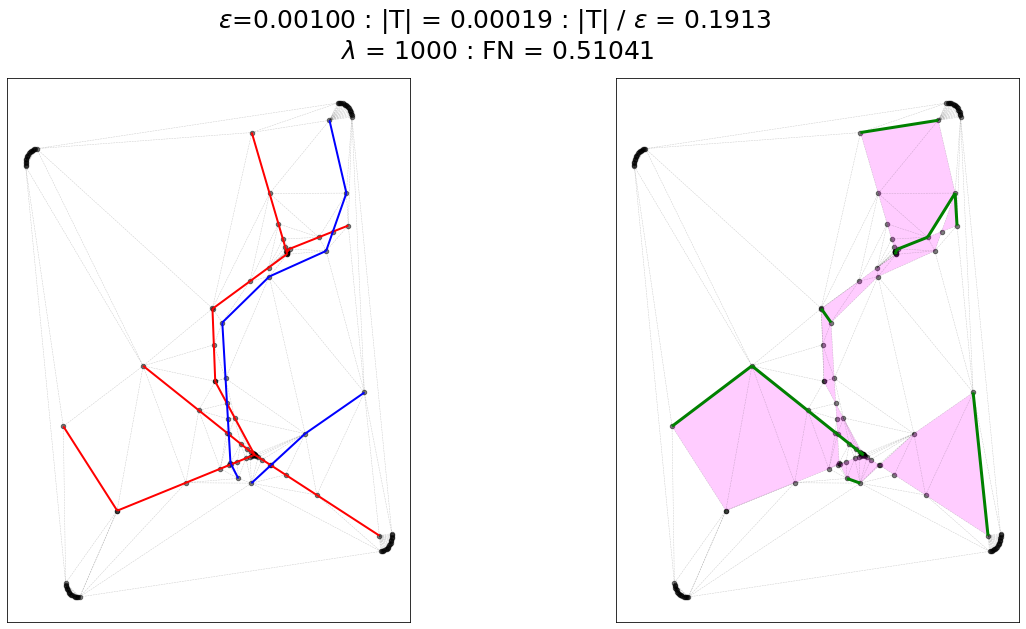 ε=0.00100 : |T| = 0.00019 : |T| / ε = 0.1913
λ = 1000 : FN = 0.51041